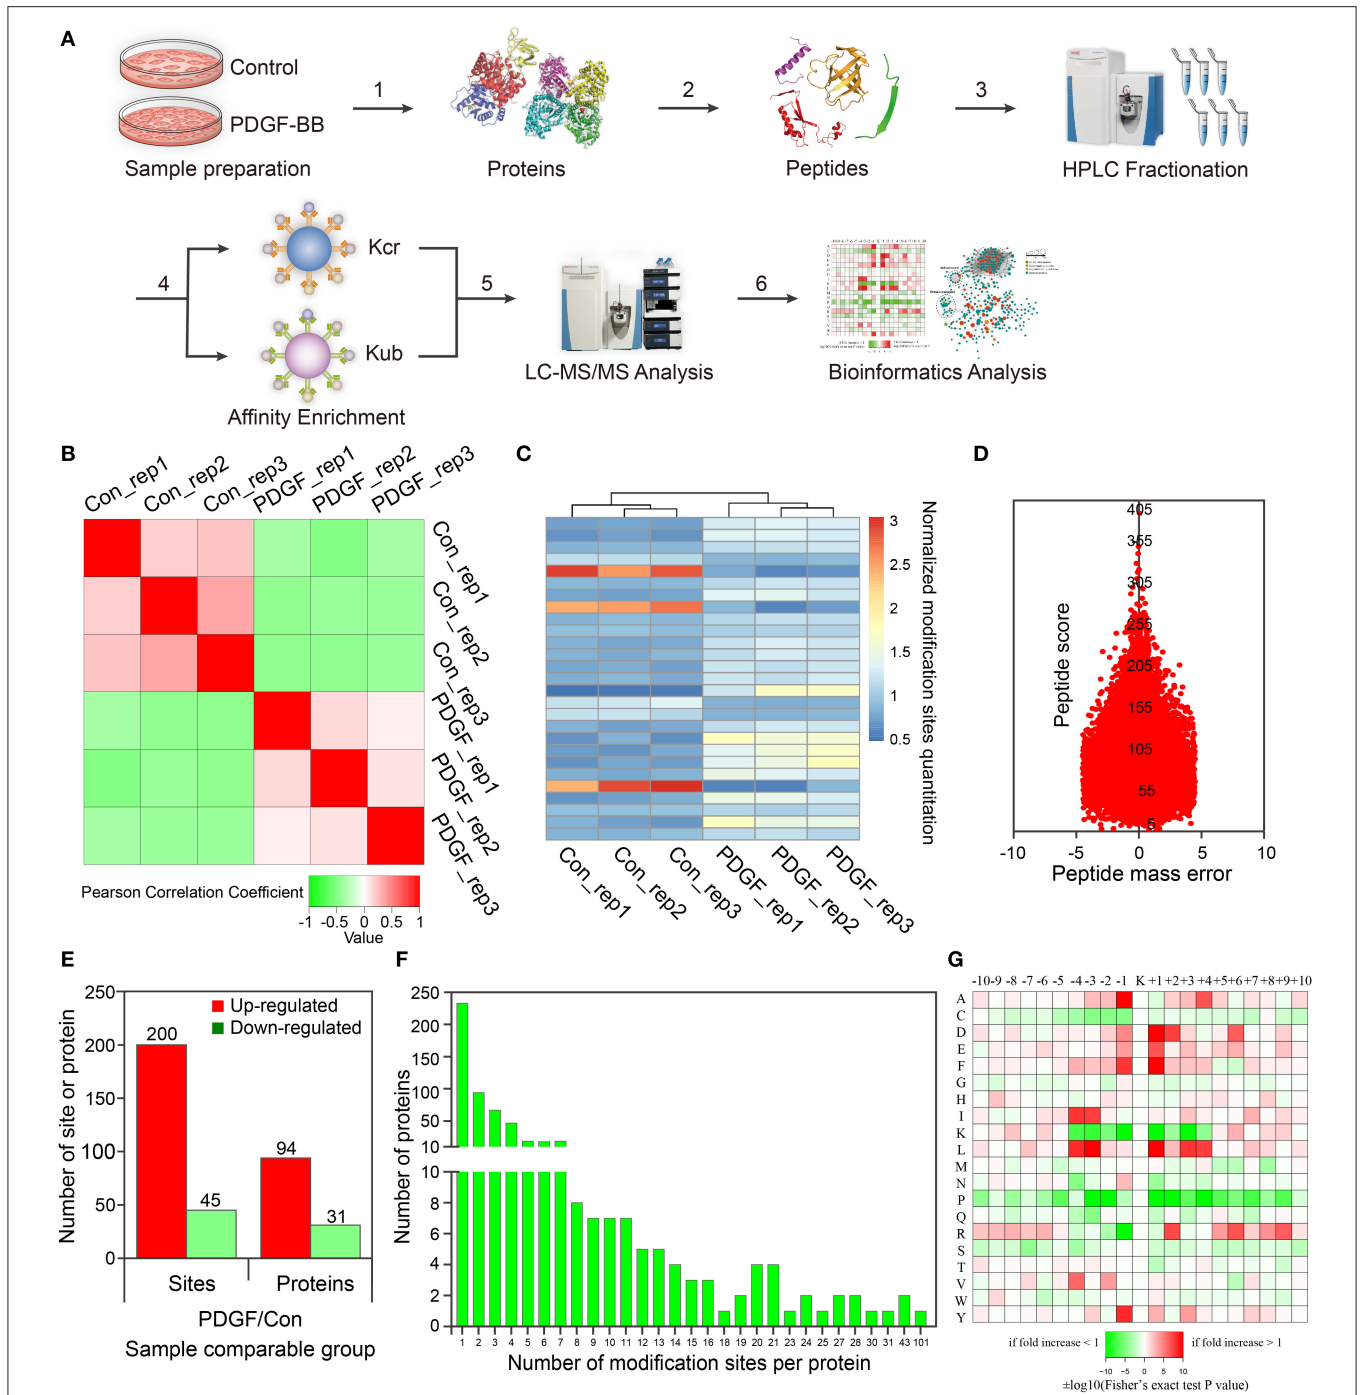 A
Control
PDGF-BB
Sample preparation
1
Proteins
2
Peptides
3
HPLC Fractionation
4
Kcr
Kub
Affinity Enrichment
5
LC-MS/MS Analysis
6
Bioinformatics Analysis
B
Con_rep1
Con_rep2
Con_rep3
PDGF_rep1
PDGF_rep2
PDGF_rep3
Con_rep1
Con_rep2
Con_rep3
PDGF_rep1
PDGF_rep2
PDGF_rep3
Pearson Correlation Coefficient
-1 -0.5 0 0.5 1
Value
C
3
2.5
2
1.5
1
0.5
Normalized modification sites quantitation
Con_rep1
Con_rep2
Con_rep3
PDGF_rep1
PDGF_rep2
PDGF_rep3
D
Peptide score
405
355
305
255
205
155
105
55
5
-10 -5 0 5 10
Peptide mass error
E
Number of site or protein
250
200
150
100
50
0
Up-regulated
Down-regulated
200
45
94
31
Sites Proteins
PDGF/Con
Sample comparable group
F
Number of proteins
250
200
150
100
50
10
10
8
6
4
2
0
1 2 3 4 5 6 7 8 9 10 11 12 13 14 15 16 18 19 20 21 23 24 25 27 28 30 31 43 101
Number of modification sites per protein
G
-10 -9 -8 -7 -6 -5 -4 -3 -2 -1 K +1 +2 +3 +4 +5 +6 +7 +8 +9 +10
A
C
D
E
F
G
H
I
K
L
M
N
P
Q
R
S
T
V
W
Y
if fold increase < 1
if fold increase > 1
-10 -5 0 5 10
±log10(Fisher's exact test P value)